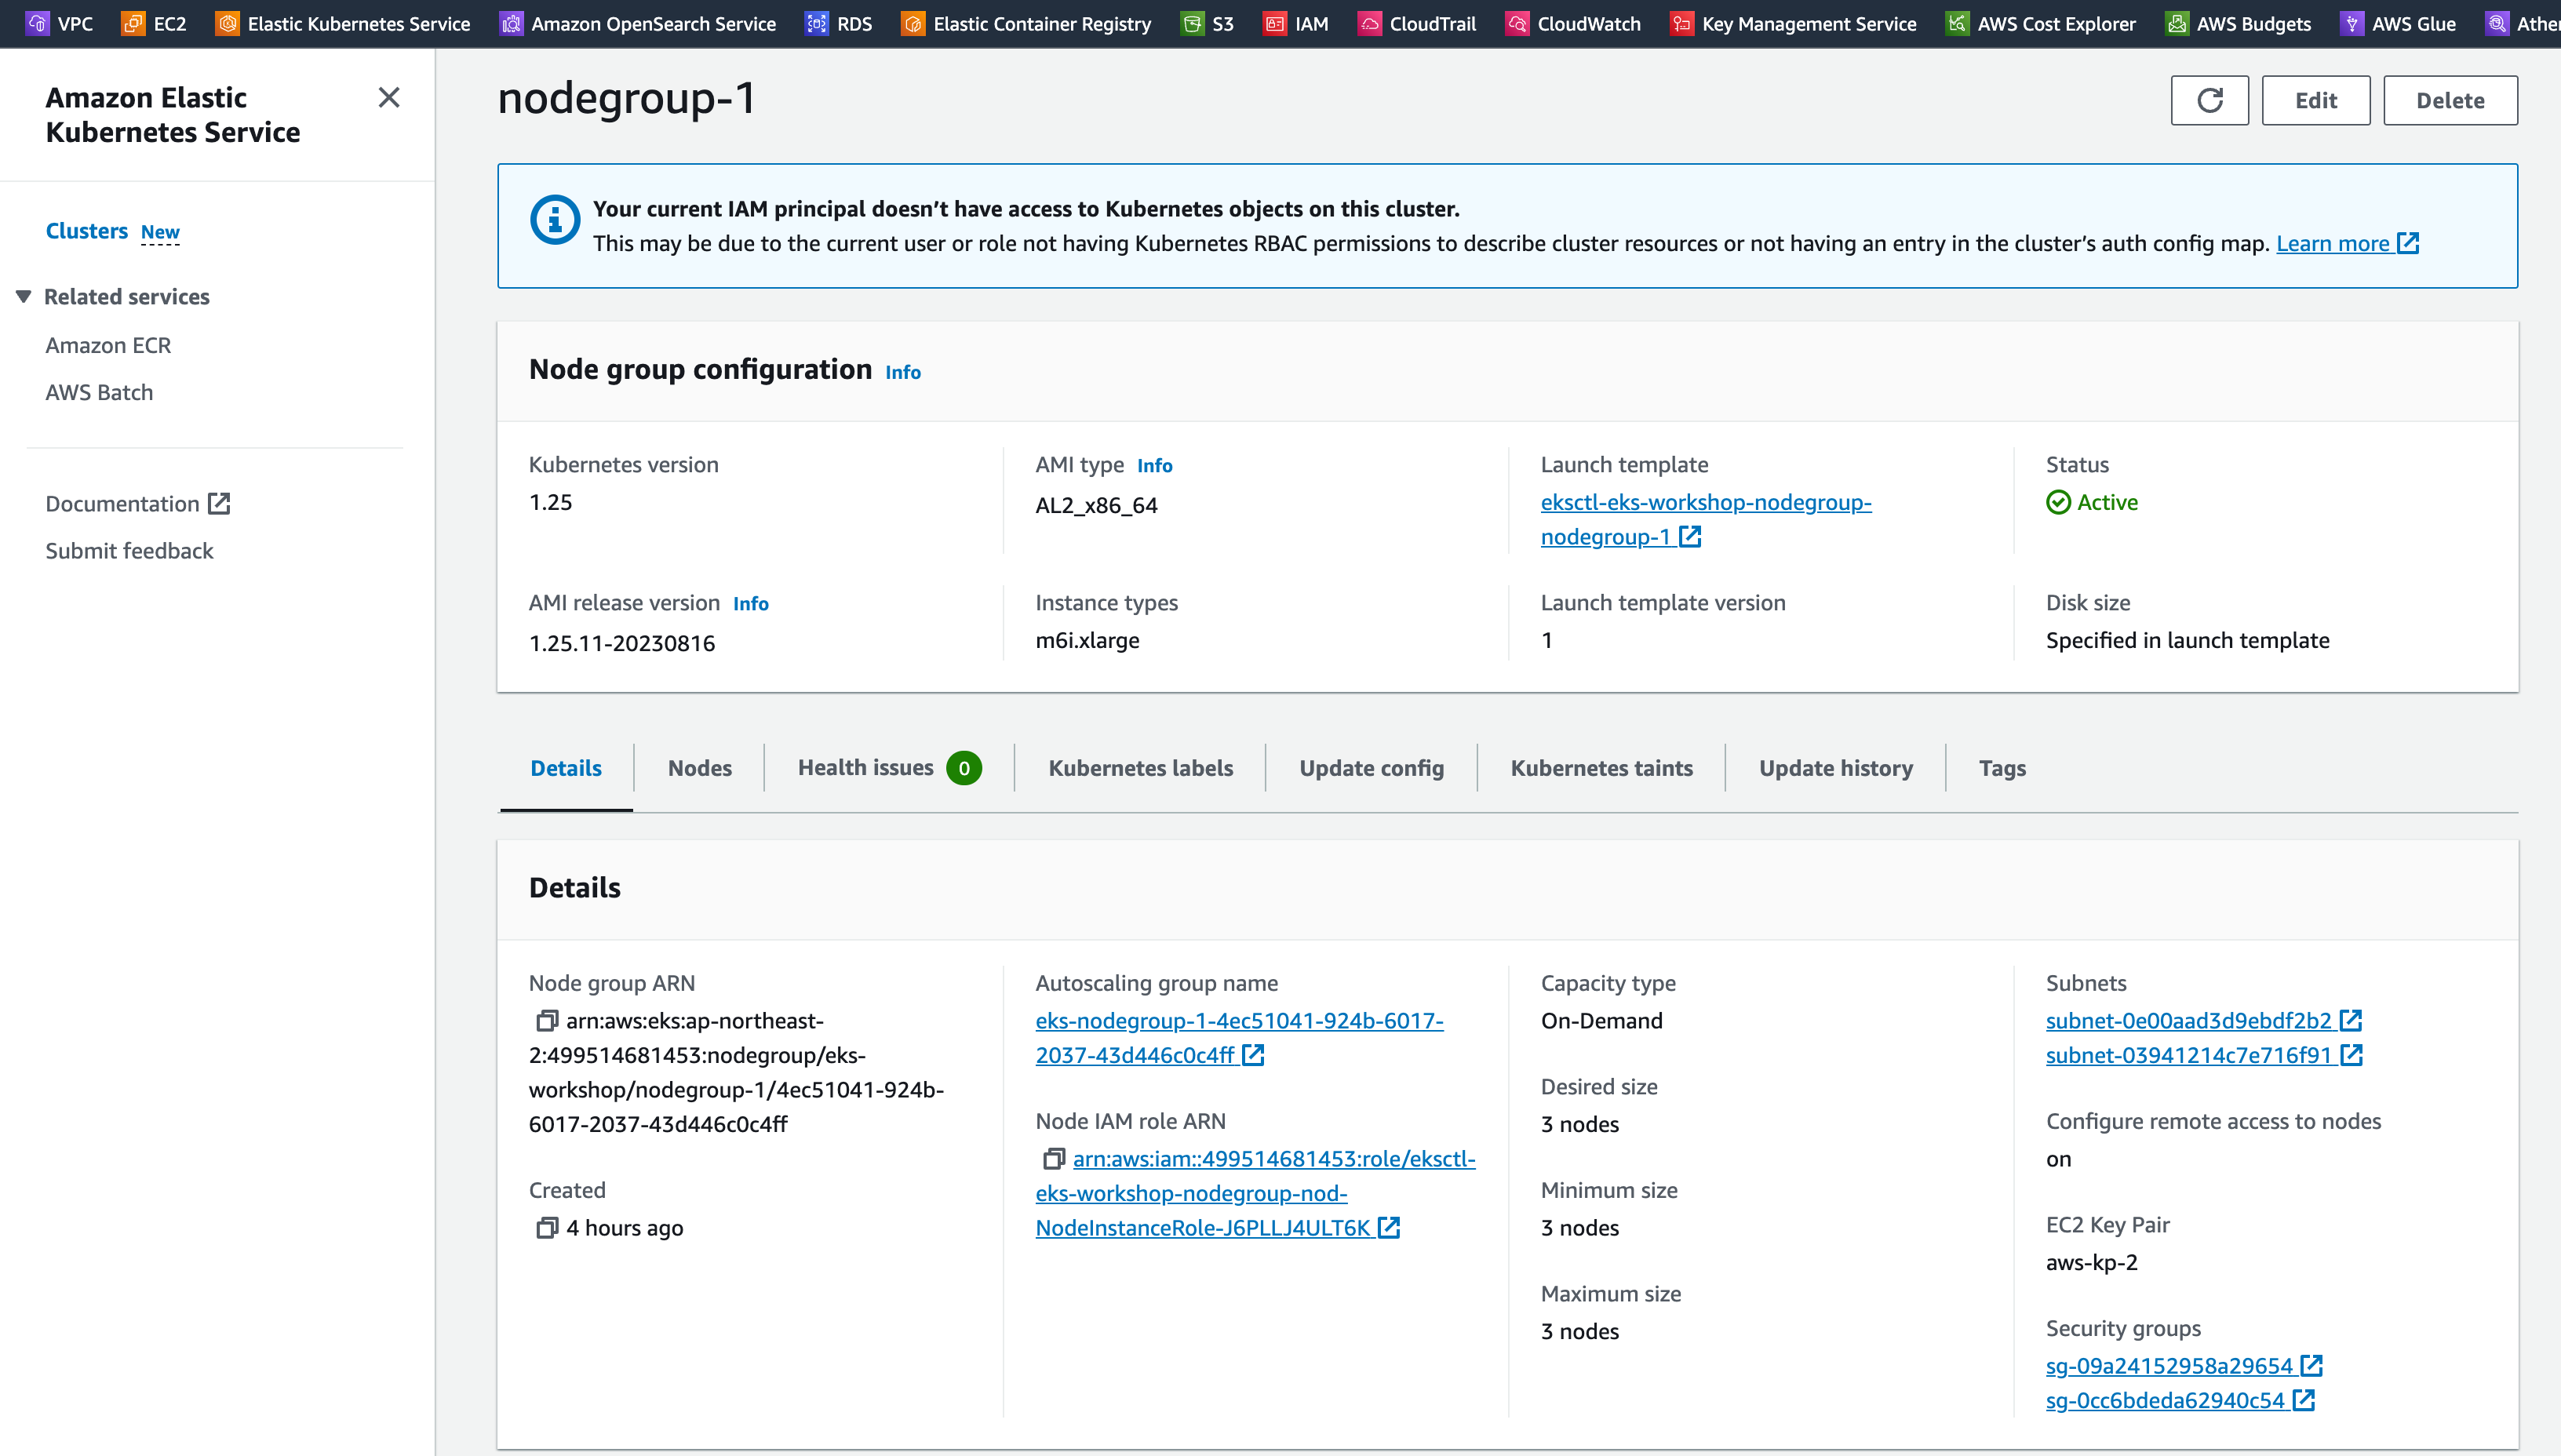 VPC
EC2
Elastic Kubernetes Service
Amazon OpenSearch Service
RDS
Elastic Container Registry
S3
IAM
CloudTrail
CloudWatch
Key Management Service
AWS Cost Explorer
AWS Budgets
AWS Glue
Amazon Elastic
Kubernetes Service
Clusters New
Related services
Amazon ECR
AWS Batch
Documentation
Submit feedback
nodegroup-1
Edit
Delete
Your current IAM principal doesn’t have access to Kubernetes objects on this cluster.
This may be due to the current user or role not having Kubernetes RBAC permissions to describe cluster resources or not having an entry in the cluster’s auth config map. Learn more
Node group configuration Info
Kubernetes version
1.25
AMI type Info
AL2_x86_64
Launch template
eksctl-eks-workshop-nodegroup-
nodegroup-1
Status
Active
AMI release version Info
1.25.11-20230816
Instance types
m6i.xlarge
Launch template version
1
Disk size
Specified in launch template
Details
Nodes
Health issues 0
Kubernetes labels
Update config
Kubernetes taints
Update history
Tags
Details
Node group ARN
arn:aws:eks:ap-northeast-
2:499514681453:nodegroup/eks-
workshop/nodegroup-1/4ec51041-924b-
6017-2037-43d446c0c4ff
Created
4 hours ago
Autoscaling group name
eks-nodegroup-1-4ec51041-924b-6017-
2037-43d446c0c4ff
Node IAM role ARN
arn:aws:iam::499514681453:role/eksctl-
eks-workshop-nodegroup-nod-
NodeInstanceRole-J6PLLJ4ULT6K
Capacity type
On-Demand
Desired size
3 nodes
Minimum size
3 nodes
Maximum size
3 nodes
Subnets
subnet-0e00aad3d9ebdf2b2
subnet-03941214c7e716f91
Configure remote access to nodes
on
EC2 Key Pair
aws-kp-2
Security groups
sg-09a24152958a29654
sg-0cc6bdeda62940c54